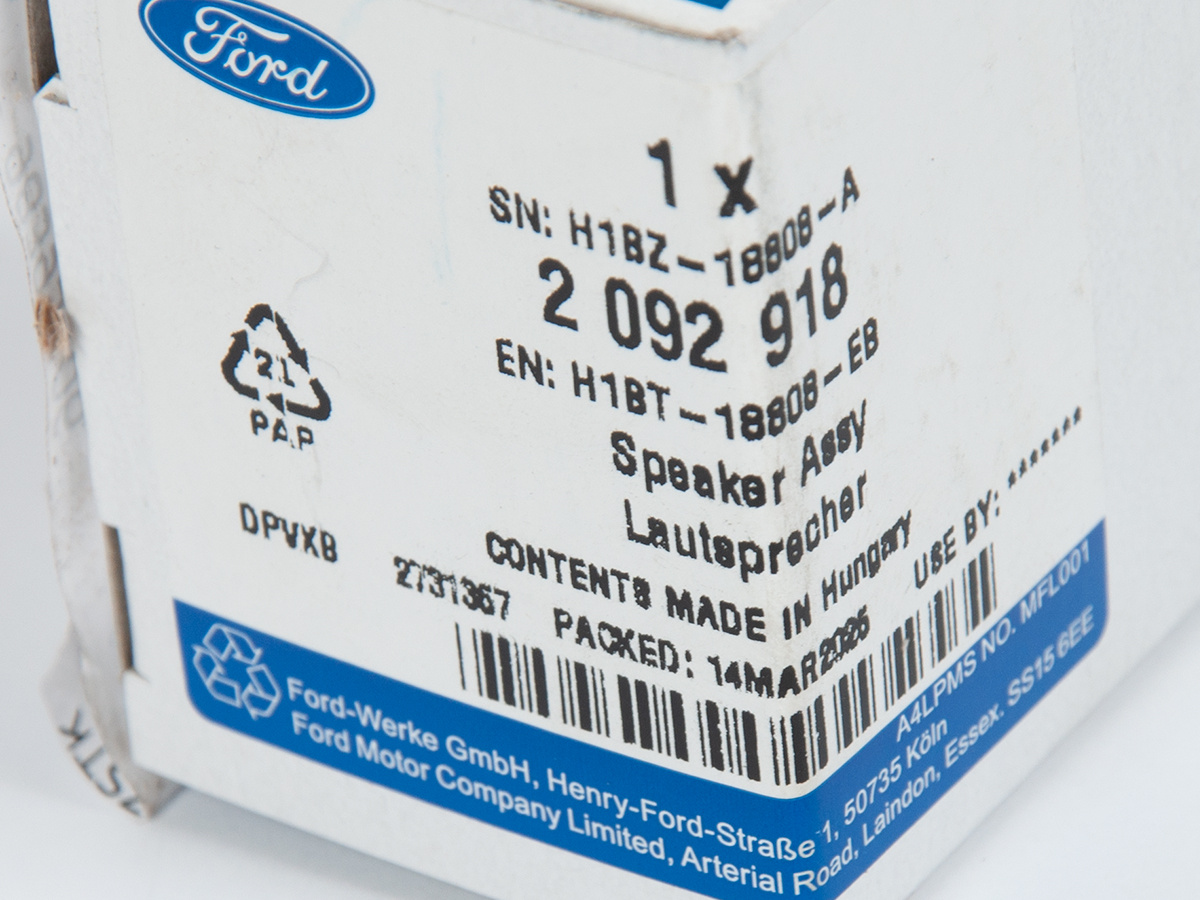 Ford
1 x
SN: H1BZ-18808-A
2 092 918
EN: H1BT-18808-EB
21
PAP
Speaker Assy
Lautsprecher
DPVXB
CONTENTS MADE IN Hungary
2731367 PACKED: 14MAR2025 USE BY: *******
A4LPMS NO. MFL001
Ford-Werke GmbH, Henry-Ford-Straße 1, 50735 Köln
Ford Motor Company Limited, Arterial Road, Laindon, Essex. SS15 6EE